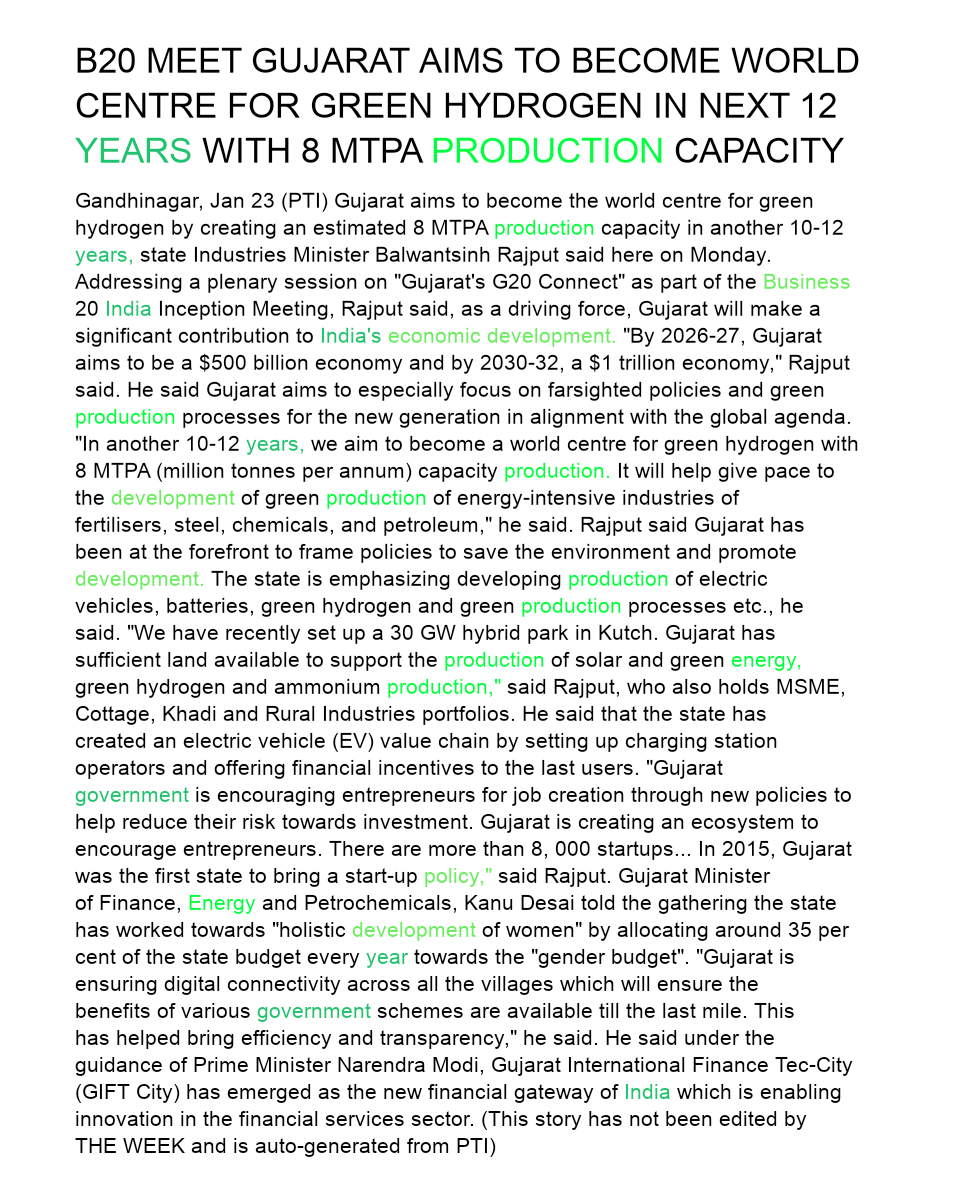 B20 MEET GUJARAT AIMS TO BECOME WORLD
CENTRE FOR GREEN HYDROGEN IN NEXT 12
YEARS WITH 8 MTPA PRODUCTION CAPACITY
Gandhinagar, Jan 23 (PTI) Gujarat aims to become the world centre for green
hydrogen by creating an estimated 8 MTPA production capacity in another 10-12
years, state Industries Minister Balwantsinh Rajput said here on Monday.
Addressing a plenary session on "Gujarat's G20 Connect" as part of the Business
20 India Inception Meeting, Rajput said, as a driving force, Gujarat will make a
significant contribution to India's economic development. "By 2026-27, Gujarat
aims to be a $500 billion economy and by 2030-32, a $1 trillion economy," Rajput
said. He said Gujarat aims to especially focus on farsighted policies and green
production processes for the new generation in alignment with the global agenda.
"In another 10-12 years, we aim to become a world centre for green hydrogen with
8 MTPA (million tonnes per annum) capacity production. It will help give pace to
the development of green production of energy-intensive industries of
fertilisers, steel, chemicals, and petroleum," he said. Rajput said Gujarat has
been at the forefront to frame policies to save the environment and promote
development. The state is emphasizing developing production of electric
vehicles, batteries, green hydrogen and green production processes etc., he
said. "We have recently set up a 30 GW hybrid park in Kutch. Gujarat has
sufficient land available to support the production of solar and green energy,
green hydrogen and ammonium production," said Rajput, who also holds MSME,
Cottage, Khadi and Rural Industries portfolios. He said that the state has
created an electric vehicle (EV) value chain by setting up charging station
operators and offering financial incentives to the last users. "Gujarat
government is encouraging entrepreneurs for job creation through new policies to
help reduce their risk towards investment. Gujarat is creating an ecosystem to
encourage entrepreneurs. There are more than 8, 000 startups... In 2015, Gujarat
was the first state to bring a start-up policy," said Rajput. Gujarat Minister
of Finance, Energy and Petrochemicals, Kanu Desai told the gathering the state
has worked towards "holistic development of women" by allocating around 35 per
cent of the state budget every year towards the "gender budget". "Gujarat is
ensuring digital connectivity across all the villages which will ensure the
benefits of various government schemes are available till the last mile. This
has helped bring efficiency and transparency," he said. He said under the
guidance of Prime Minister Narendra Modi, Gujarat International Finance Tec-City
(GIFT City) has emerged as the new financial gateway of India which is enabling
innovation in the financial services sector. (This story has not been edited by
THE WEEK and is auto-generated from PTI)